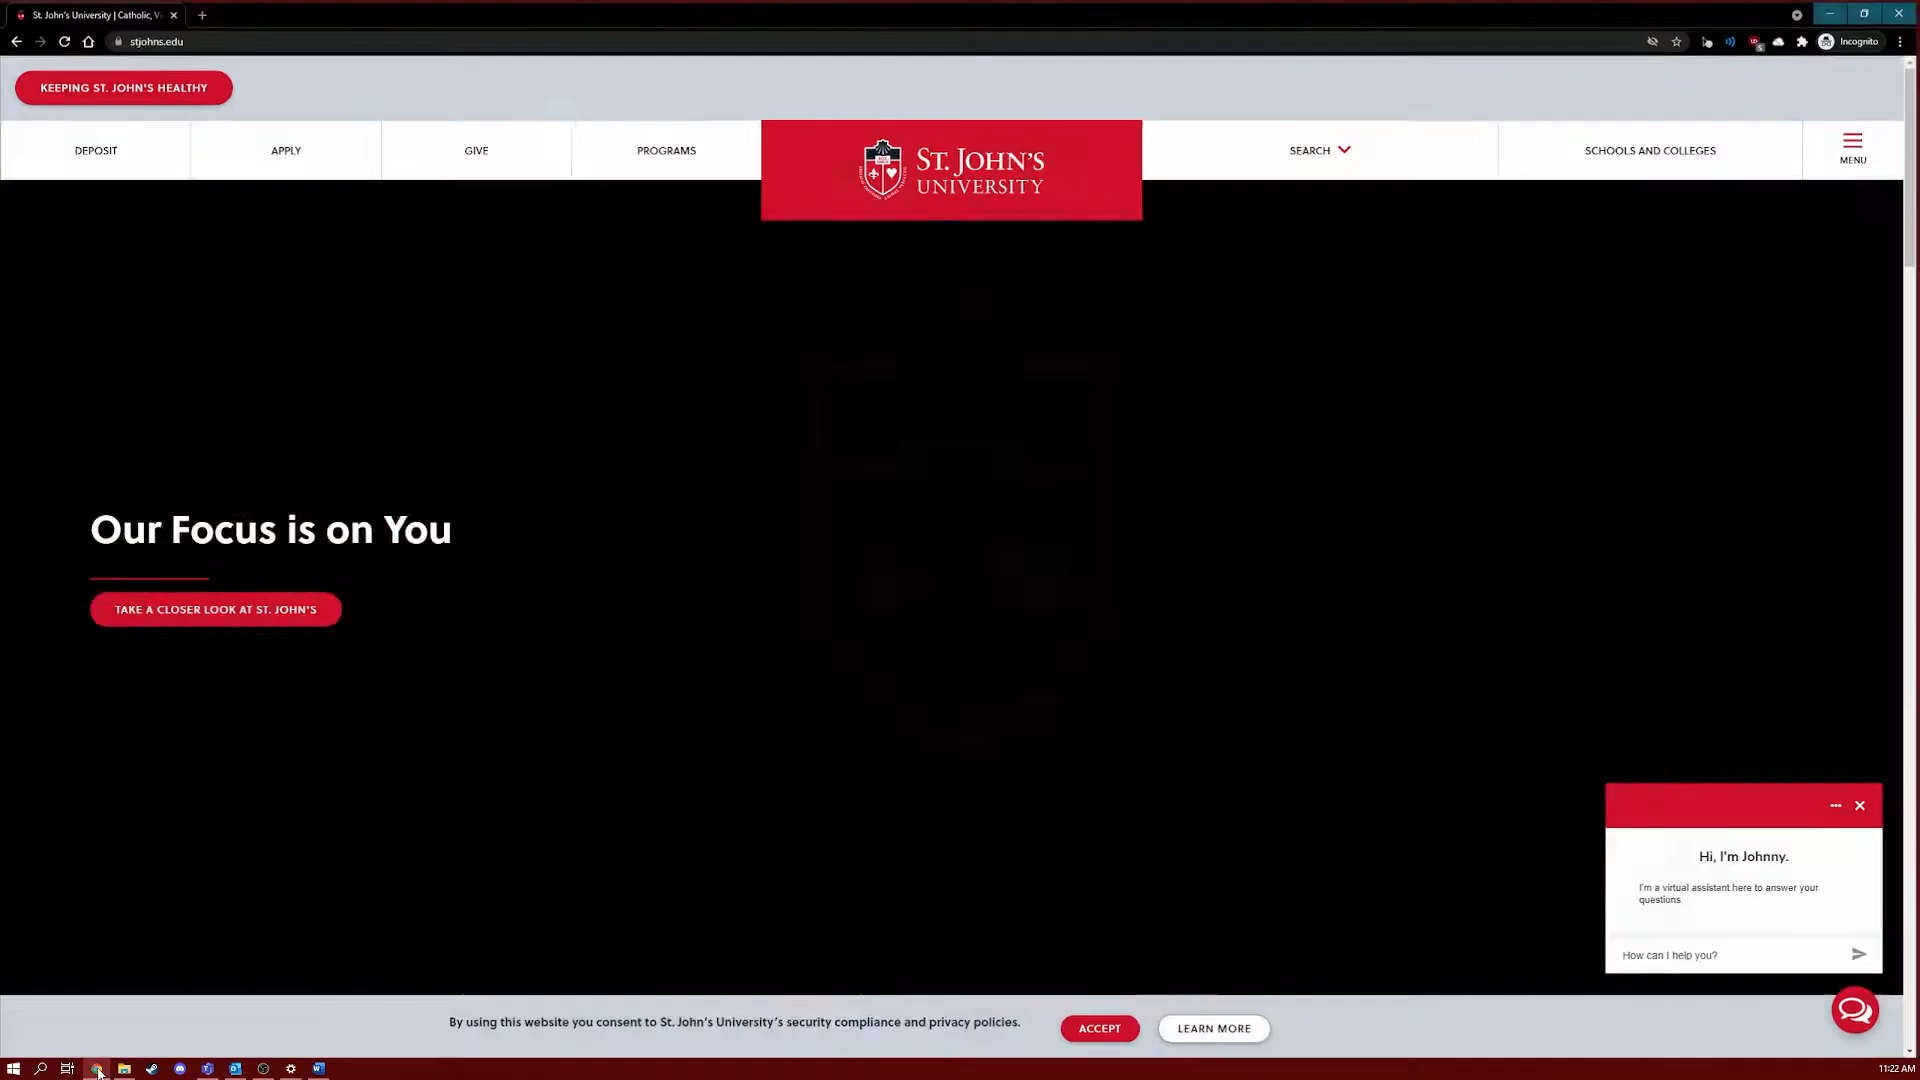 St. John's University | Catholic, V
stjohns.edu
Incognito
KEEPING ST. JOHN'S HEALTHY
DEPOSIT
APPLY
GIVE
PROGRAMS
ST. JOHN'S
UNIVERSITY
SEARCH
SCHOOLS AND COLLEGES
MENU
Our Focus is on You
TAKE A CLOSER LOOK AT ST. JOHN'S
Hi, I'm Johnny.
I'm a virtual assistant here to answer your
questions.
How can I help you?
By using this website you consent to St. John's University's security compliance and privacy policies.
ACCEPT
LEARN MORE
11:22 AM